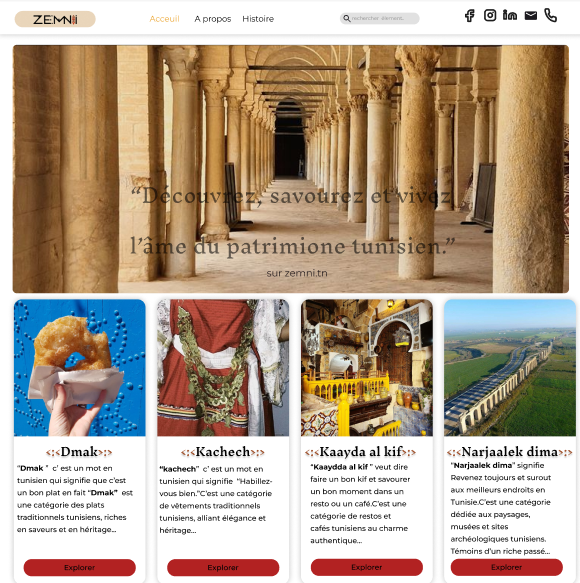 ZEMNi
Acceuil A propos Histoire
rechercher élement..
“Découvrez, savourez et vivez
l’âme du patrimione tunisien.”
sur zemni.tn
Dmak
“Dmak “ c’ est un mot en
tunisien qui signifie que c’est
un bon plat en fait “Dmak” est
une catégorie des plats
traditionnels tunisiens, riches
en saveurs et en héritage...
Explorer
Kachech
“kachech” c’ est un mot en
tunisien qui signifie “Habillez-
vous bien.”C’est une catégorie
de vêtements traditionnels
tunisiens, alliant élégance et
héritage...
Explorer
Kaayda al kif
“Kaaydda al kif “ veut dire
faire un bon kif et savourer
un bon moment dans un
resto ou un café.C’est une
catégorie de restos et
cafés tunisiens au charme
authentique...
Explorer
Narjaalek dima
“Narjaalek dima” signifie
Revenez toujours et surout
aux meilleurs endroits en
Tunisie.C’est une catégorie
dédiée aux paysages,
musées et sites
archéologiques tunisiens.
Témoins d’un riche passé...
Explorer